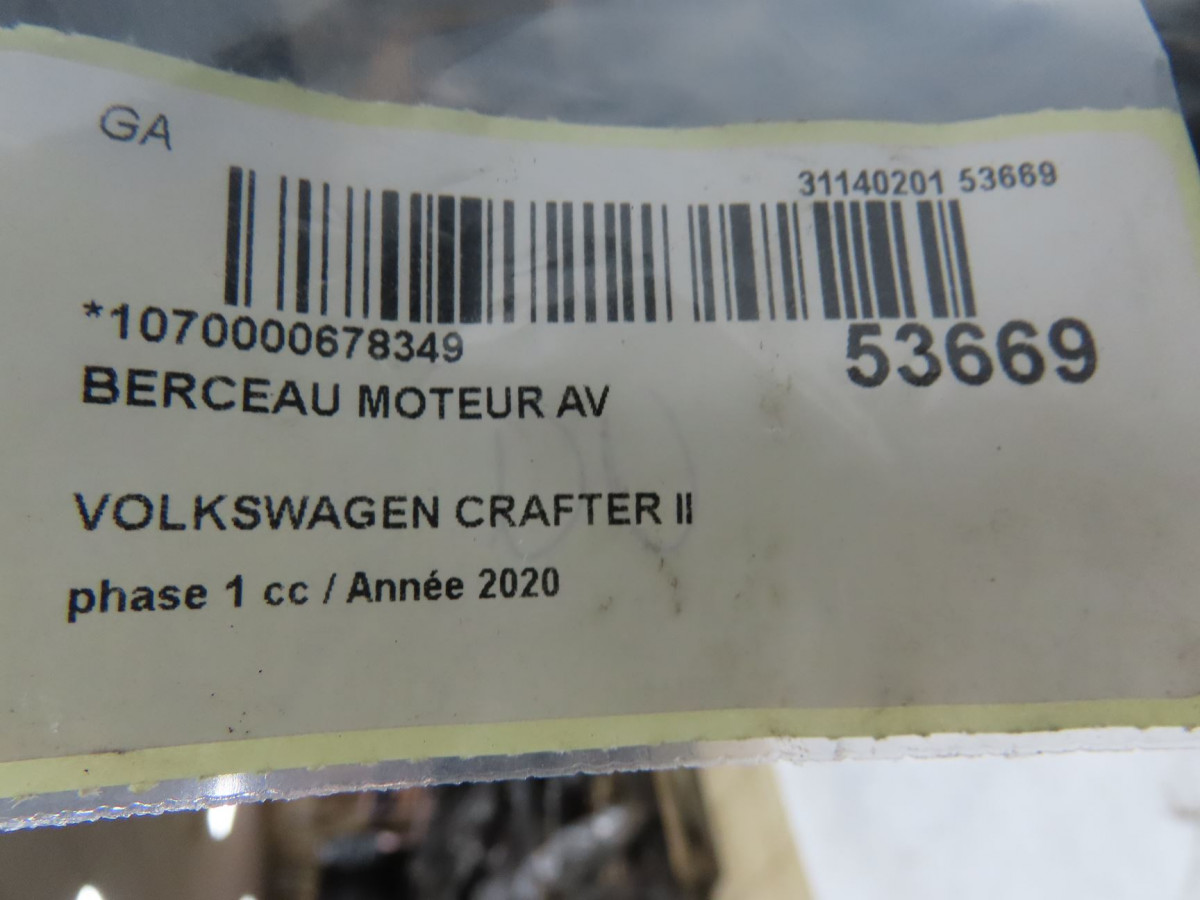 GA
31140201 53669
*1070000678349
53669
BERCEAU MOTEUR AV
VOLKSWAGEN CRAFTER II
phase 1 cc / Année 2020